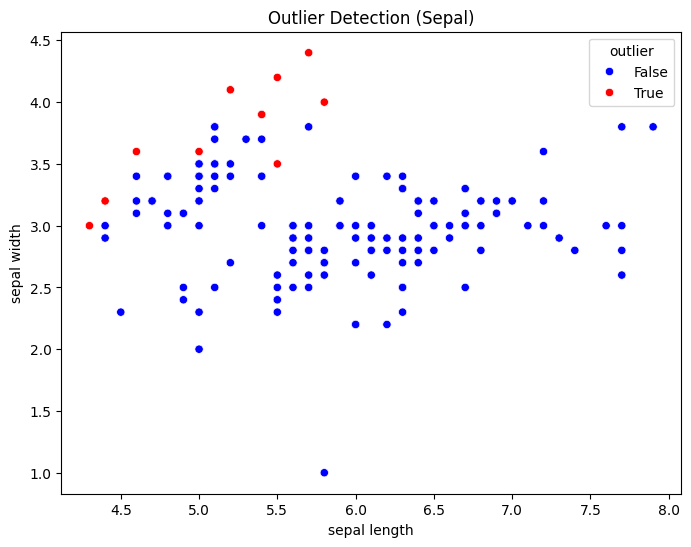 Outlier Detection (Sepal)
outlier
False
True
sepal width
4.5
4.0
3.5
3.0
2.5
2.0
1.5
1.0
4.5 5.0 5.5 6.0 6.5 7.0 7.5 8.0
sepal length